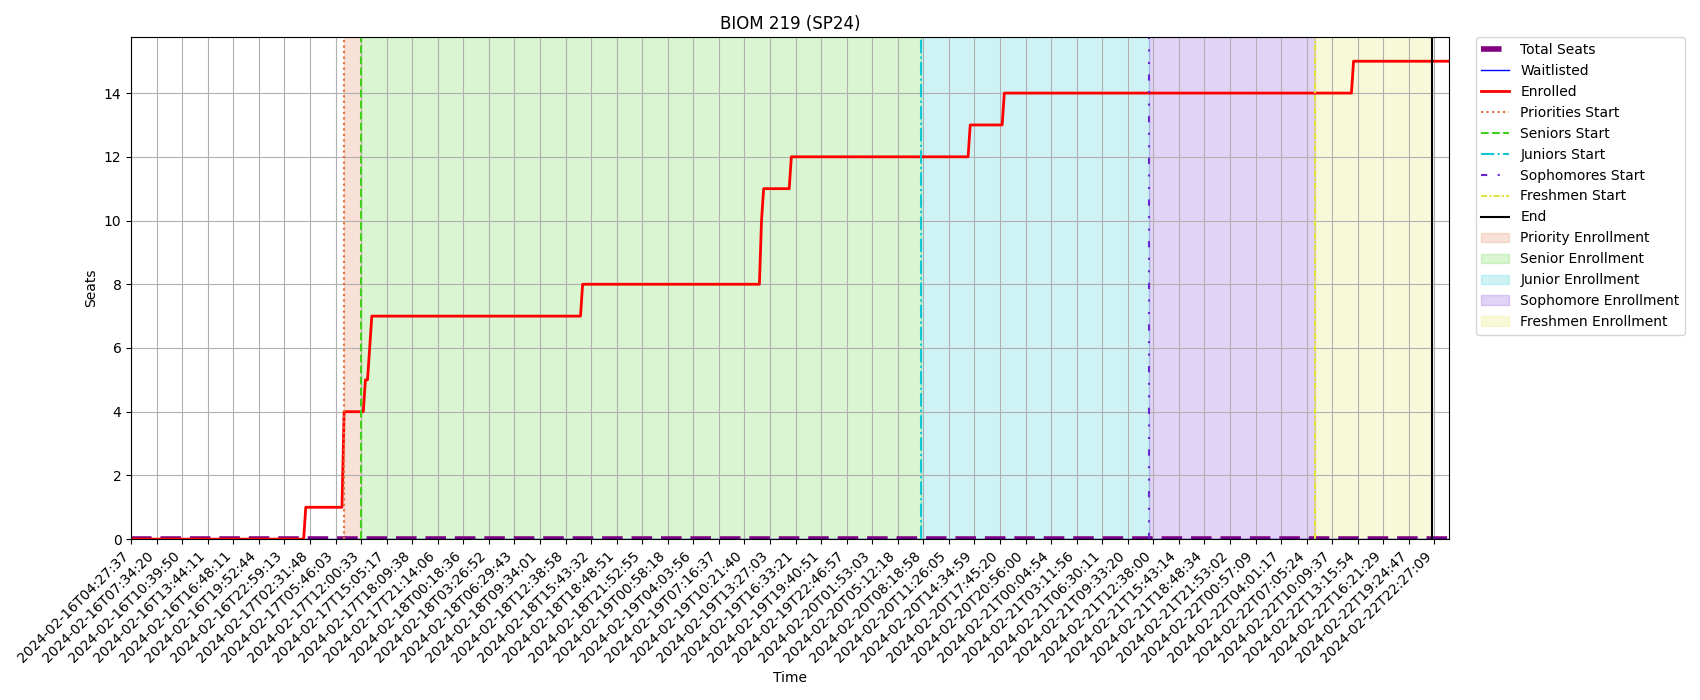 BIOM 219 (SP24)
Seats
14
12
10
8
6
4
2
0
2024-02-16T04:27:37
2024-02-16T07:34:20
2024-02-16T10:39:50
2024-02-16T13:44:11
2024-02-16T16:48:11
2024-02-16T19:52:44
2024-02-16T22:59:13
2024-02-17T02:31:48
2024-02-17T05:46:03
2024-02-17T12:00:33
2024-02-17T15:05:17
2024-02-17T18:09:38
2024-02-17T21:14:06
2024-02-18T00:18:36
2024-02-18T03:26:52
2024-02-18T06:29:43
2024-02-18T09:34:01
2024-02-18T12:38:58
2024-02-18T15:43:32
2024-02-18T18:48:51
2024-02-18T21:52:55
2024-02-19T00:58:18
2024-02-19T04:03:56
2024-02-19T07:16:37
2024-02-19T10:21:40
2024-02-19T13:27:03
2024-02-19T16:33:21
2024-02-19T19:40:51
2024-02-19T22:46:57
2024-02-20T01:53:03
2024-02-20T05:12:18
2024-02-20T08:18:58
2024-02-20T11:26:05
2024-02-20T14:34:59
2024-02-20T17:45:20
2024-02-20T20:56:00
2024-02-21T00:04:54
2024-02-21T03:11:56
2024-02-21T06:30:11
2024-02-21T09:33:20
2024-02-21T12:38:00
2024-02-21T15:43:14
2024-02-21T18:48:34
2024-02-21T21:53:02
2024-02-22T00:57:09
2024-02-22T04:01:17
2024-02-22T07:05:24
2024-02-22T10:09:37
2024-02-22T13:15:54
2024-02-22T16:21:29
2024-02-22T19:24:47
2024-02-22T22:27:09
Time
Total Seats
Waitlisted
Enrolled
Priorities Start
Seniors Start
Juniors Start
Sophomores Start
Freshmen Start
End
Priority Enrollment
Senior Enrollment
Junior Enrollment
Sophomore Enrollment
Freshmen Enrollment